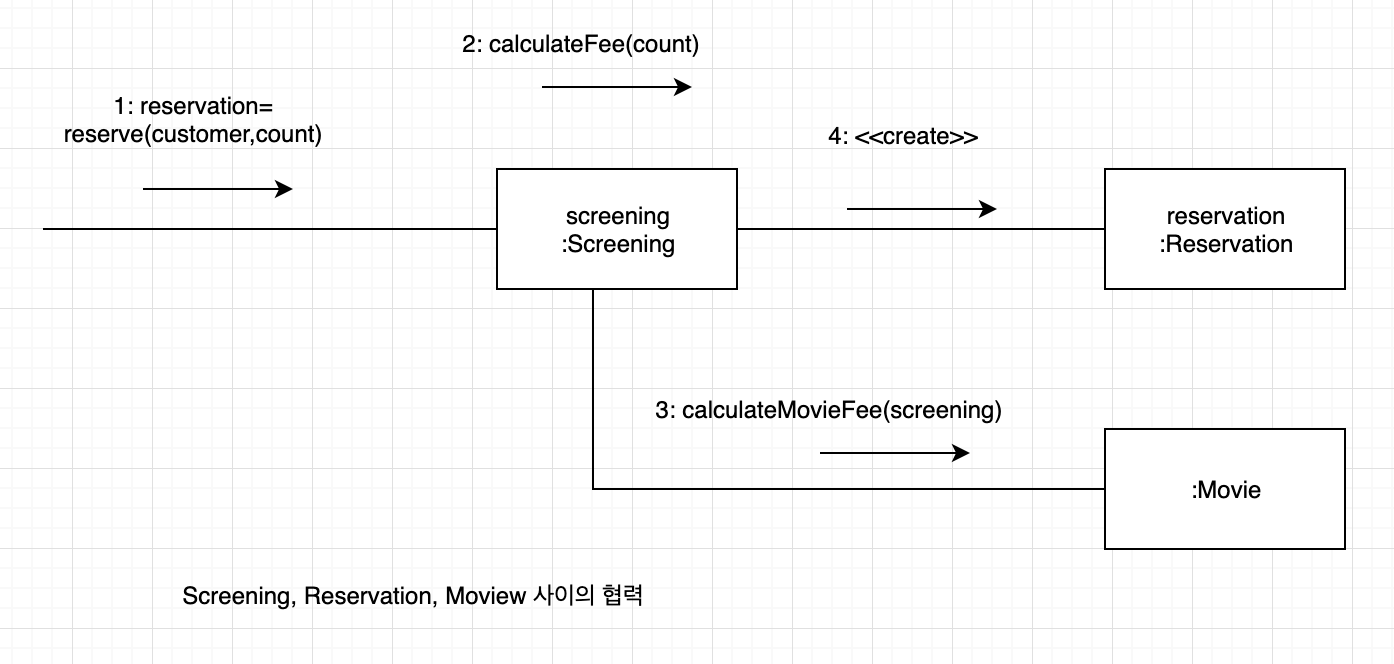 2: calculateFee(count)
1: reservation=
reserve(customer,count)
4: <<create>>
screening
:Screening
reservation
:Reservation
3: calculateMovieFee(screening)
:Movie
Screening, Reservation, Moview 사이의 협력